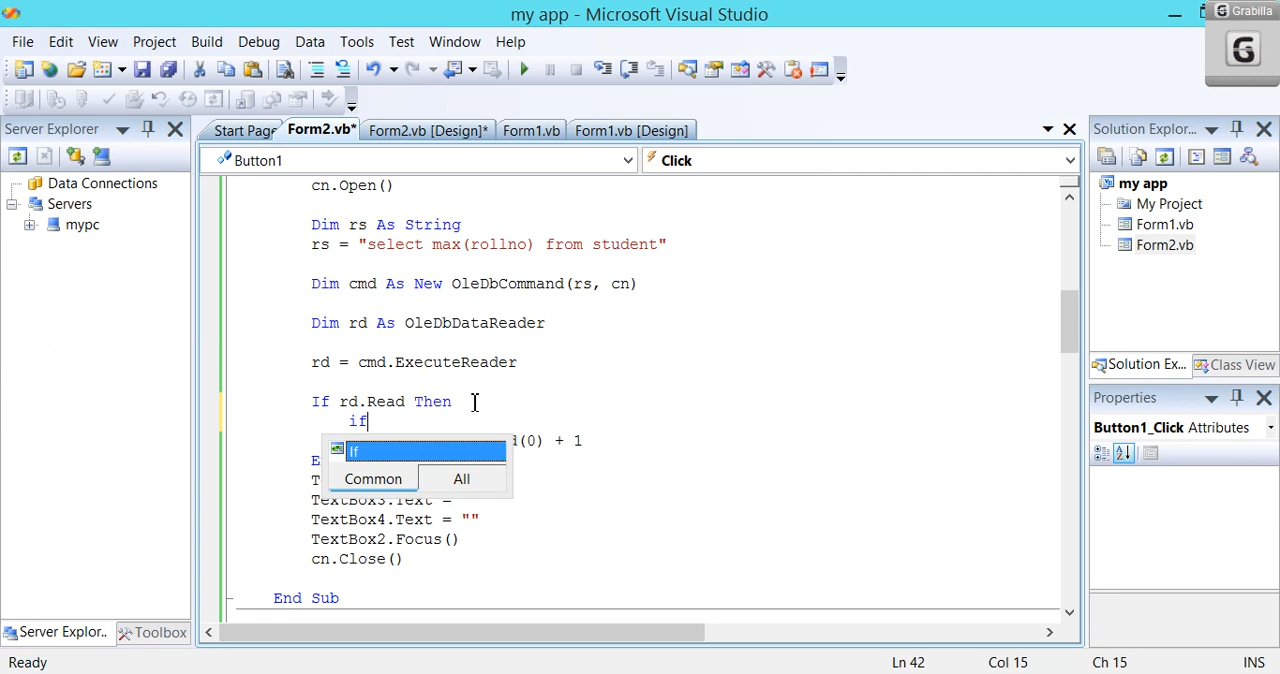 my app - Microsoft Visual Studio
Grabilla
File Edit View Project Build Debug Data Tools Test Window Help
Server Explorer
Start Page Form2.vb* Form2.vb [Design]* Form1.vb Form1.vb [Design]
Solution Explor...
Button1
Click
Data Connections
Servers
mypc
cn.Open()
Dim rs As String
rs = "select max(rollno) from student"
Dim cmd As New OleDbCommand(rs, cn)
Dim rd As OleDbDataReader
rd = cmd.ExecuteReader
If rd.Read Then
if
d(0) + 1
If
E
Common All
T
TextBox3.Text =
TextBox4.Text = ""
TextBox2.Focus()
cn.Close()
End Sub
my app
My Project
Form1.vb
Form2.vb
Solution Ex... Class View
Properties
Button1_Click Attributes
Server Explor.. Toolbox
Ready Ln 42 Col 15 Ch 15 INS